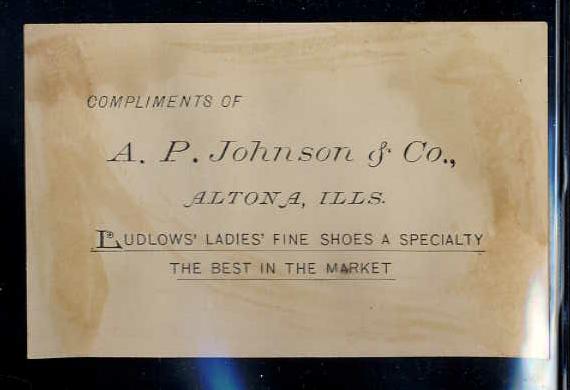 COMPLIMENTS OF
A. P. Johnson & Co.,
ALTONA, ILLS.
LUDLOWS' LADIES' FINE SHOES A SPECIALTY
THE BEST IN THE MARKET